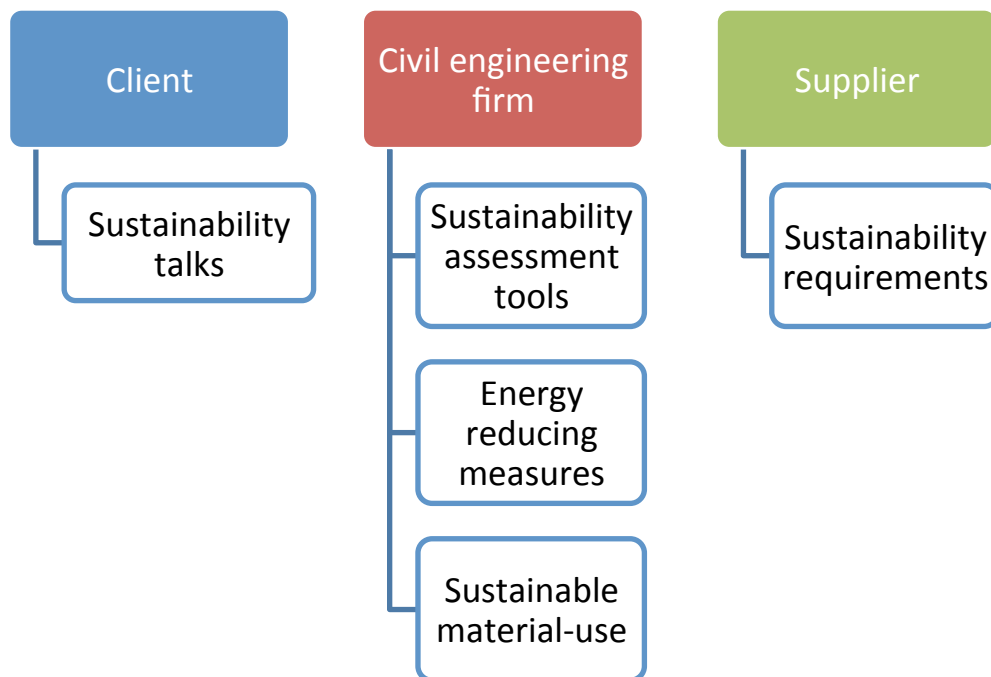 Client
Sustainability
talks
Civil engineering
firm
Sustainability
assessment
tools
Energy
reducing
measures
Sustainable
material-use
Supplier
Sustainability
requirements